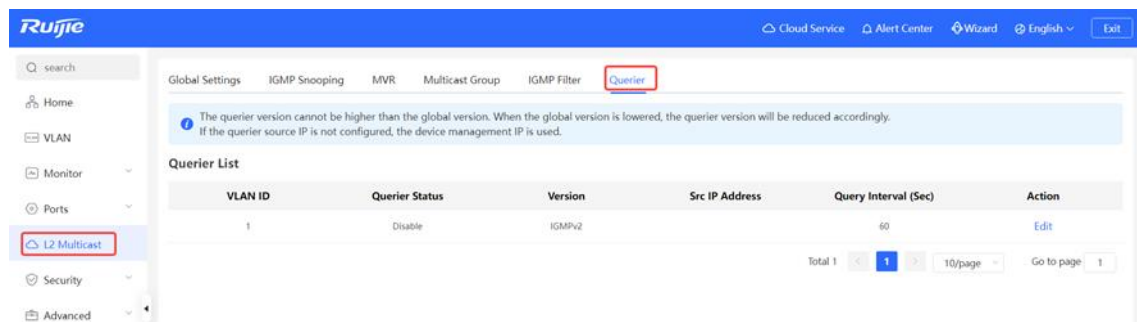 Ruijie
Cloud Service Alert Center Wizard English Exit
search
Home
VLAN
Monitor
Ports
L2 Multicast
Security
Advanced
Global Settings IGMP Snooping MVR Multicast Group IGMP Filter Querier
The querier version cannot be higher than the global version. When the global version is lowered, the querier version will be reduced accordingly.
If the querier source IP is not configured, the device management IP is used.
Querier List
VLAN ID Querier Status Version Src IP Address Query Interval (Sec) Action
1 Disable IGMPv2 60 Edit
Total 1 < 1 > 10/page Go to page 1